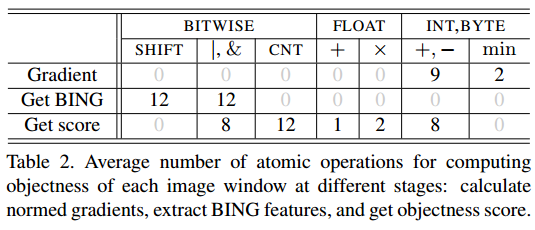 BITWISE FLOAT INT,BYTE
SHIFT |, & CNT + × +, − min
Gradient 0 0 0 0 0 9 2
Get BING 12 12 0 0 0 0 0
Get score 0 8 12 1 2 8 0
Table 2. Average number of atomic operations for computing
objectness of each image window at different stages: calculate
normed gradients, extract BING features, and get objectness score.